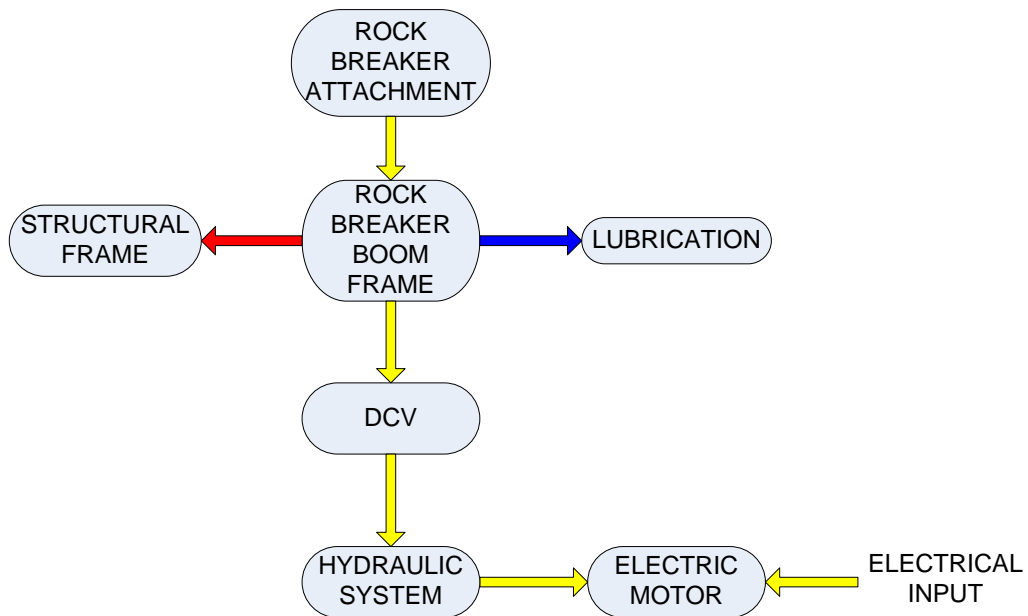 ROCK
BREAKER
ATTACHMENT
STRUCTURAL
FRAME
ROCK
BREAKER
BOOM
FRAME
LUBRICATION
DCV
HYDRAULIC
SYSTEM
ELECTRIC
MOTOR
ELECTRICAL
INPUT